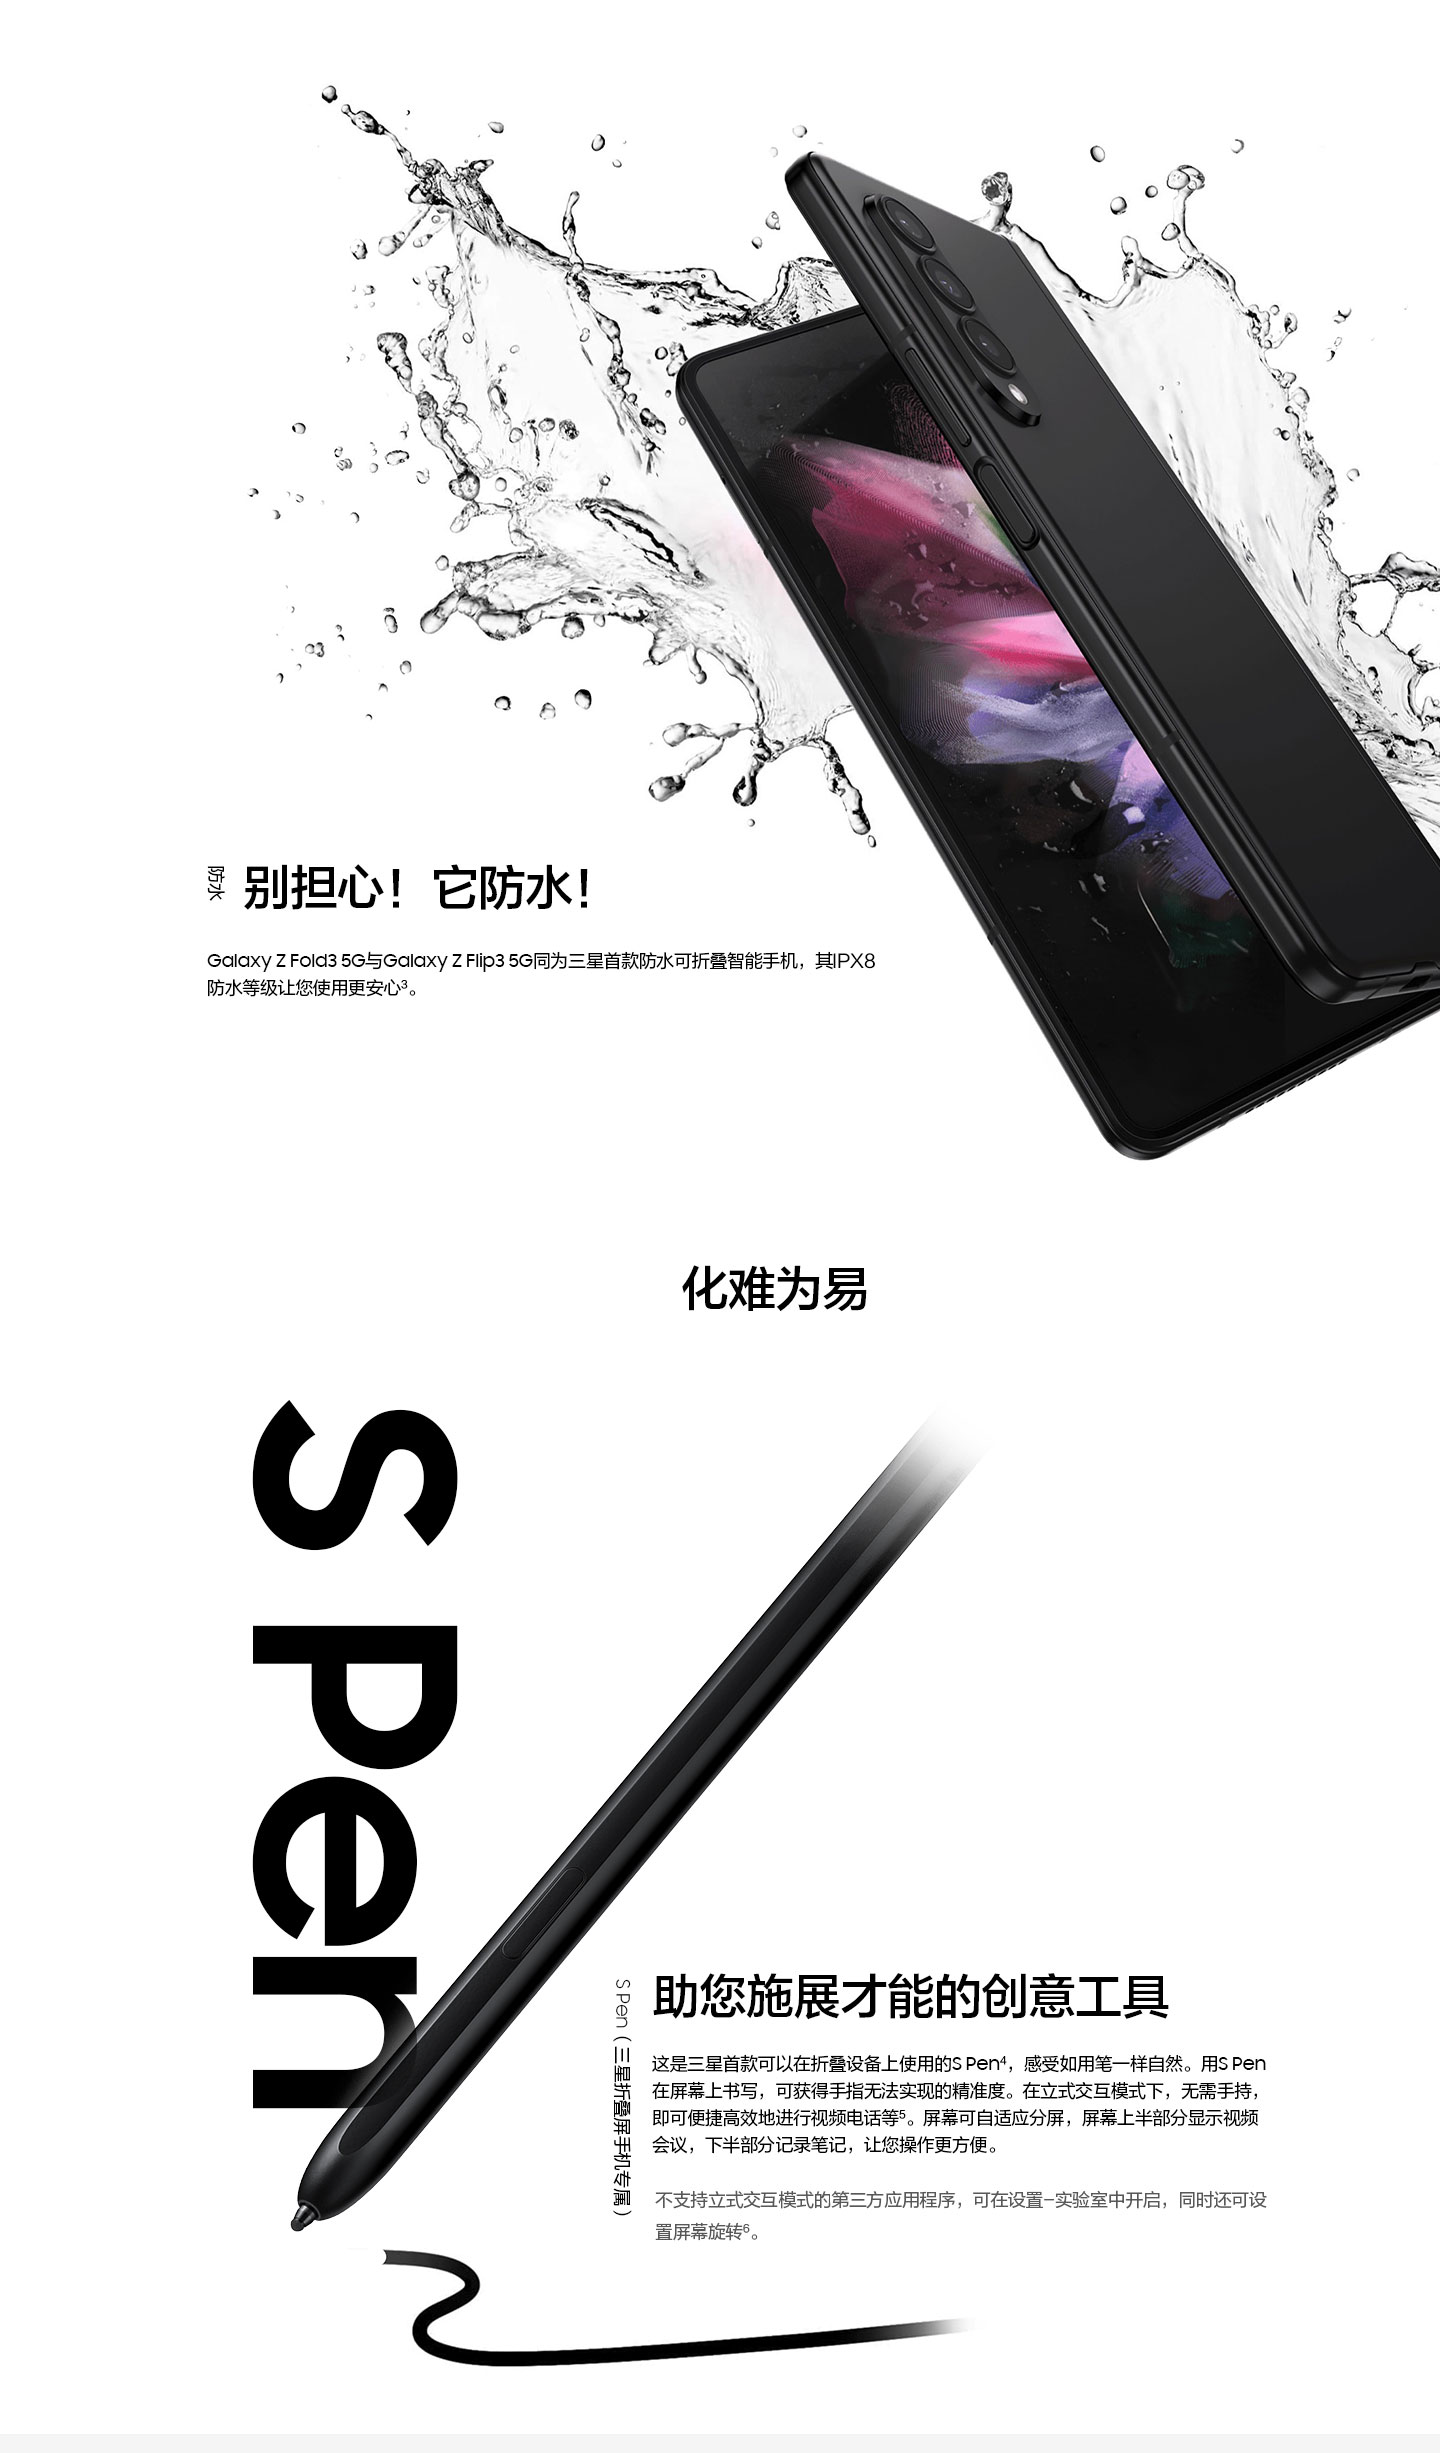 防水
别担心！它防水！
Galaxy Z Fold3 5G与Galaxy Z Flip3 5G同为三星首款防水可折叠智能手机，其IPX8
防水等级让您使用更安心³。
化难为易
S Pen
S Pen（三星折叠屏手机专属）
助您施展才能的创意工具
这是三星首款可以在折叠设备上使用的S Pen⁴，感受如用笔一样自然。用S Pen
在屏幕上书写，可获得手指无法实现的精准度。在立式交互模式下，无需手持，
即可便捷高效地进行视频电话等⁵。屏幕可自适应分屏，屏幕上半部分显示视频
会议，下半部分记录笔记，让您操作更方便。
不支持立式交互模式的第三方应用程序，可在设置-实验室中开启，同时还可设
置屏幕旋转⁶。